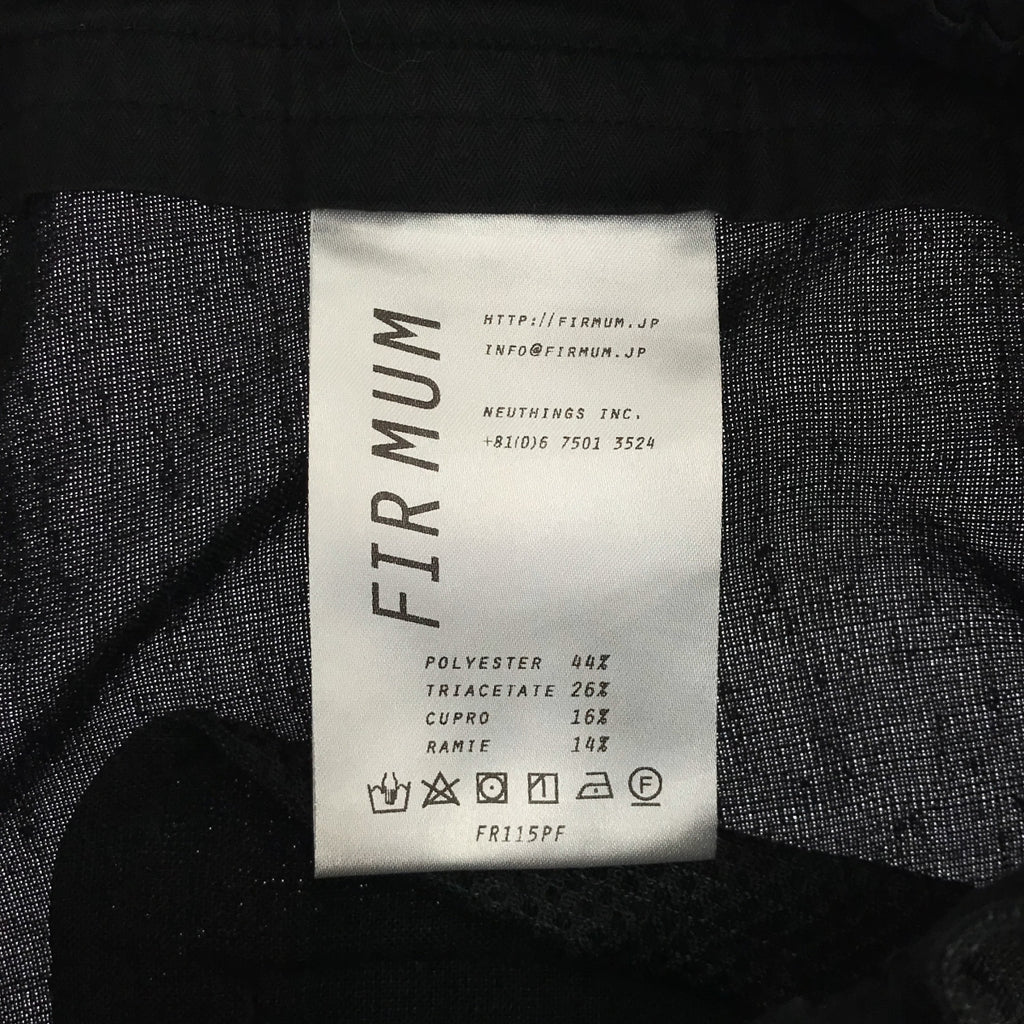 FIRMUM
HTTP://FIRMUM.JP
INFO@FIRMUM.JP
NEUTHINGS INC.
+81(0)6 7501 3524
POLYESTER 44%
TRIACETATE 26%
CUPRO 16%
RAMIE 14%
F
FR115PF